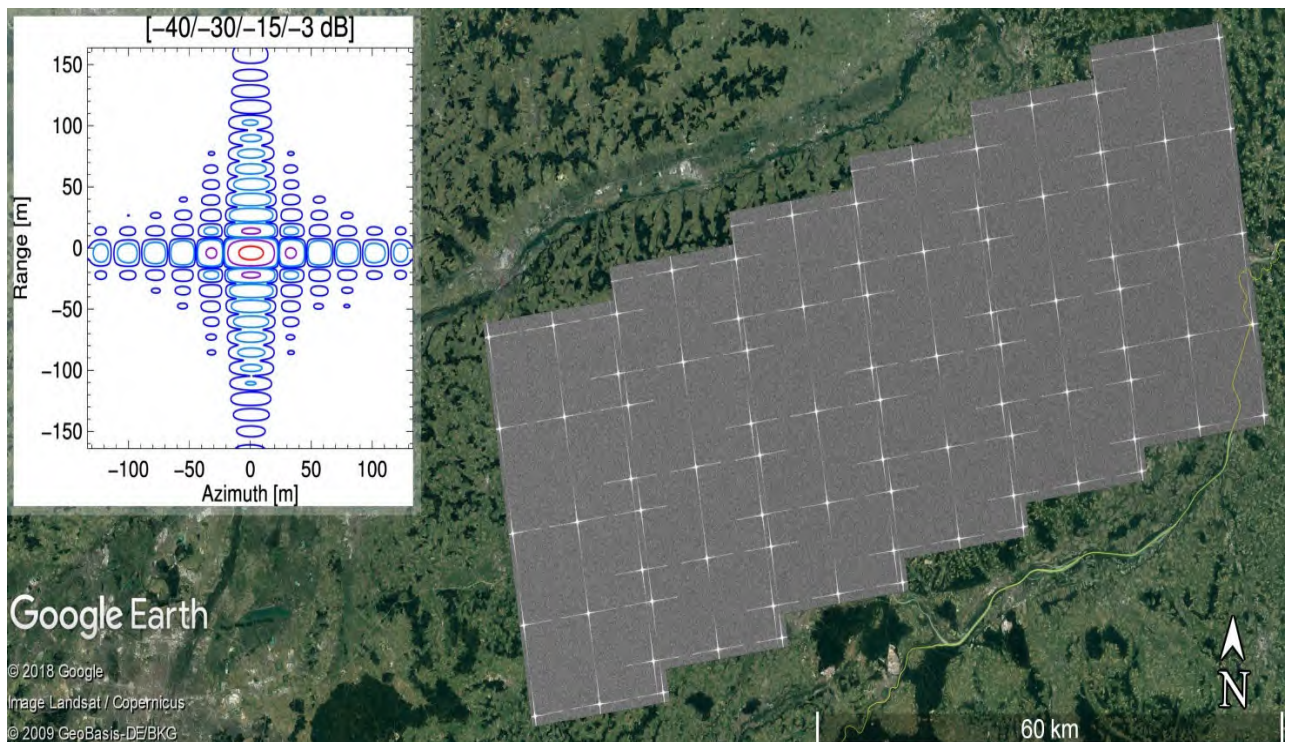 [−40/−30/−15/−3 dB]
150
100
50
0
−50
−100
−150
Range [m]
−100 −50 0 50 100
Azimuth [m]
Google Earth
© 2018 Google
Image Landsat / Copernicus
© 2009 GeoBasis-DE/BKG
N
60 km